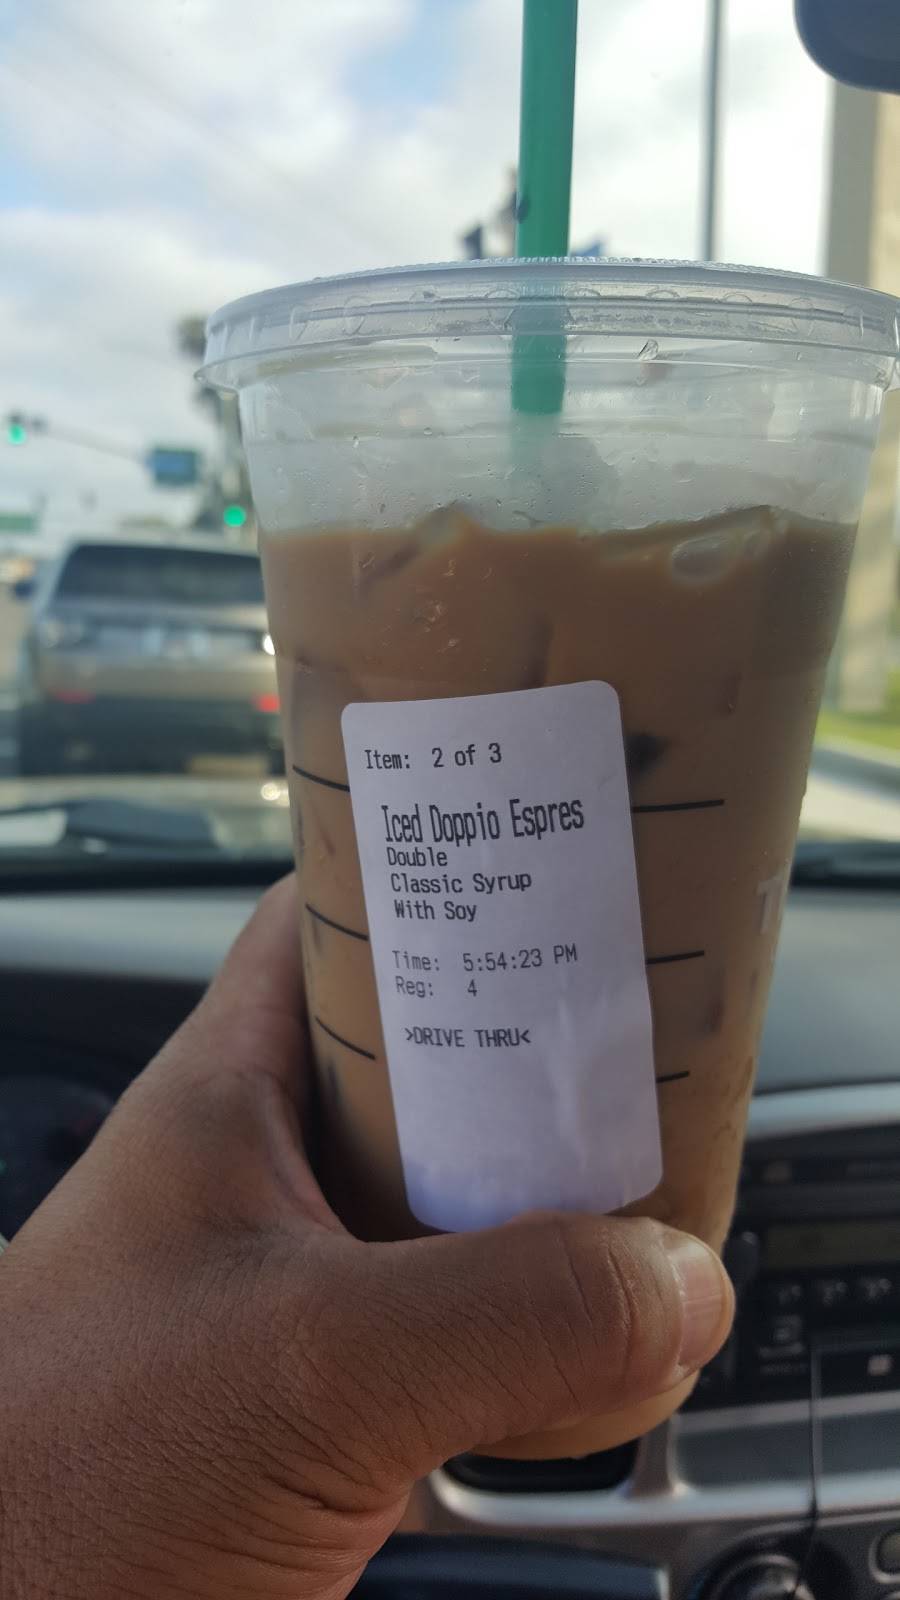 Item: 2 of 3
Iced Doppio Espres
Double
Classic Syrup
With Soy
Time: 5:54:23 PM
Reg: 4
>DRIVE THRU<